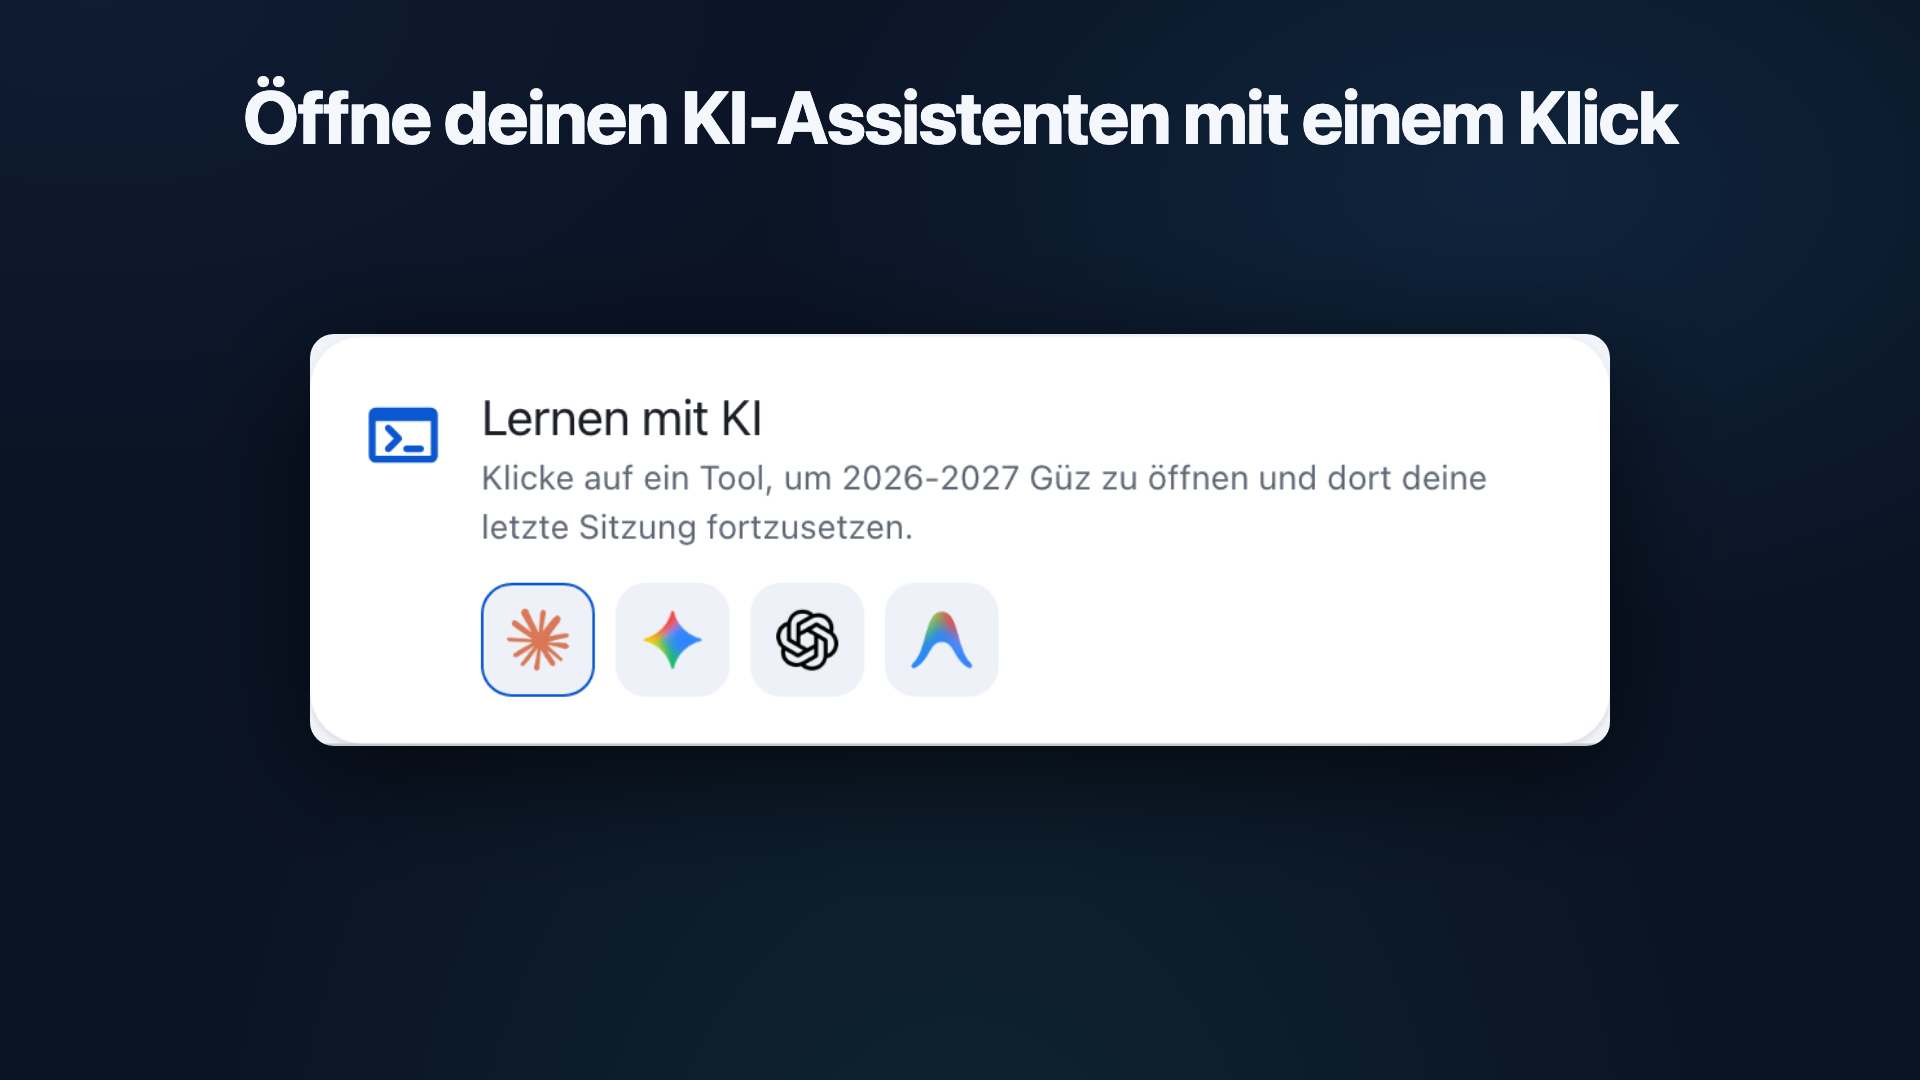 Öffne deinen KI-Assistenten mit einem Klick
Lernen mit KI
Klicke auf ein Tool, um 2026-2027 Güz zu öffnen und dort deine
letzte Sitzung fortzusetzen.